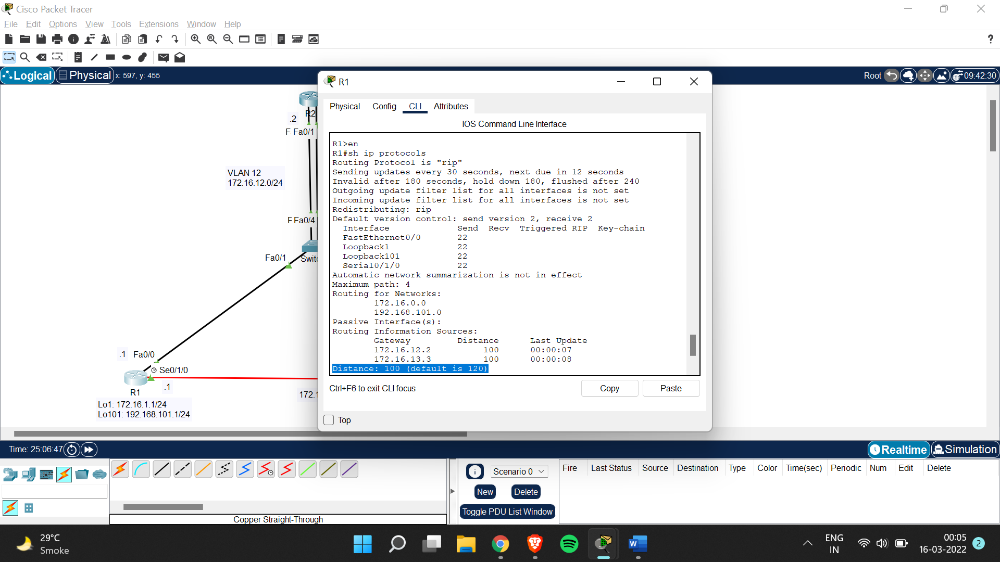 Cisco Packet Tracer
File Edit Options View Tools Extensions Window Help
?
Logical Physical x: 597, y: 455
Root 09:42:30
R1
Physical Config CLI Attributes
IOS Command Line Interface
R1>en
R1#sh ip protocols
Routing Protocol is "rip"
Sending updates every 30 seconds, next due in 12 seconds
Invalid after 180 seconds, hold down 180, flushed after 240
Outgoing update filter list for all interfaces is not set
Incoming update filter list for all interfaces is not set
Redistributing: rip
Default version control: send version 2, receive 2
Interface Send Recv Triggered RIP Key-chain
FastEthernet0/0 22
Loopback1 22
Loopback101 22
Serial0/1/0 22
Automatic network summarization is not in effect
Maximum path: 4
Routing for Networks:
172.16.0.0
192.168.101.0
Passive Interface(s):
Routing Information Sources:
Gateway Distance Last Update
172.16.12.2 100 00:00:07
172.16.13.3 100 00:00:08
Distance: 100 (default is 120)
Ctrl+F6 to exit CLI focus
Copy Paste
Top
R2
.2
F Fa0/1
VLAN 12
172.16.12.0/24
F Fa0/4
Fa0/1
Switc
.1 Fa0/0
Se0/1/0
.1
R1
172.1
Lo1: 172.16.1.1/24
Lo101: 192.168.101.1/24
Time: 25:06:47
Realtime Simulation
Copper Straight-Through
Scenario 0
New Delete
Toggle PDU List Window
Fire Last Status Source Destination Type Color Time(sec) Periodic Num Edit Delete
29°C
Smoke
ENG
IN
00:05
16-03-2022
2